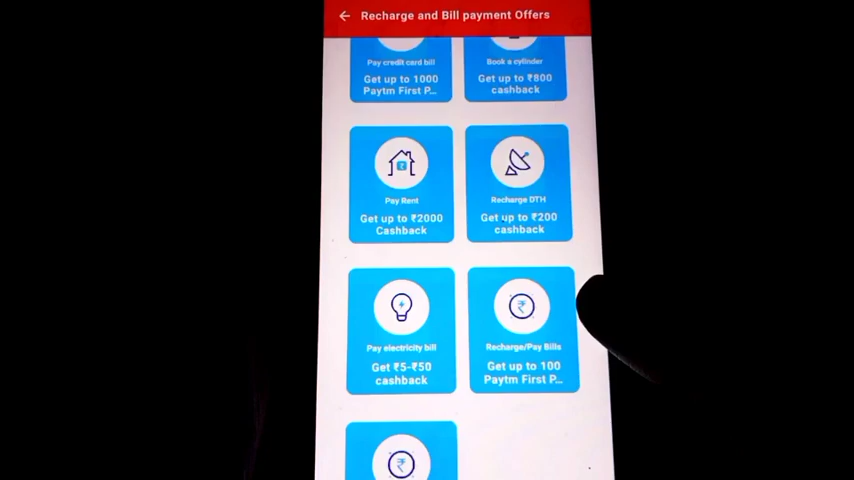 Recharge and Bill payment Offers
Pay credit card bill
Get up to 1000
Paytm First P...
Book a cylinder
Get up to ₹800
cashback
Pay Rent
Get up to ₹2000
Cashback
Recharge DTH
Get up to ₹200
cashback
Pay electricity bill
Get ₹5-₹50
cashback
Recharge/Pay Bills
Get up to 100
Paytm First P...